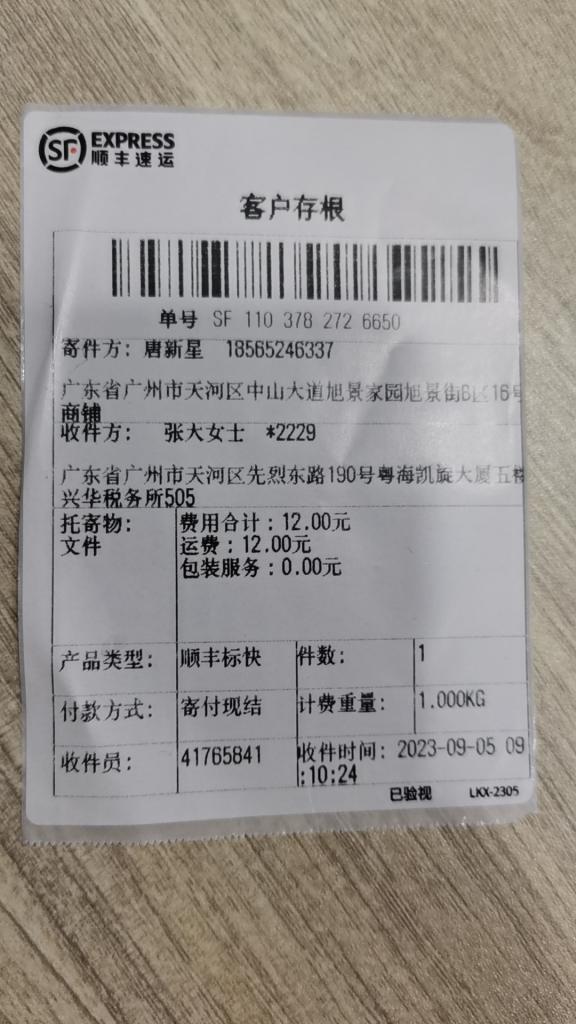 SF EXPRESS
顺丰速运
客户存根
单号 SF 110 378 272 6650
寄件方: 唐新星 18565246337
广东省广州市天河区中山大道旭景家园旭景街B区16号
商铺
收件方: 张大女士 *2229
广东省广州市天河区先烈东路190号粤海凯旋大厦五楼
兴华税务所505
托寄物: 费用合计:12.00元
文件 运费:12.00元
包装服务:0.00元
产品类型: 顺丰标快 件数: 1
付款方式: 寄付现结 计费重量: 1.000KG
收件员: 41765841 收件时间: 2023-09-05 09
:10:24
已验视 LKX-2305